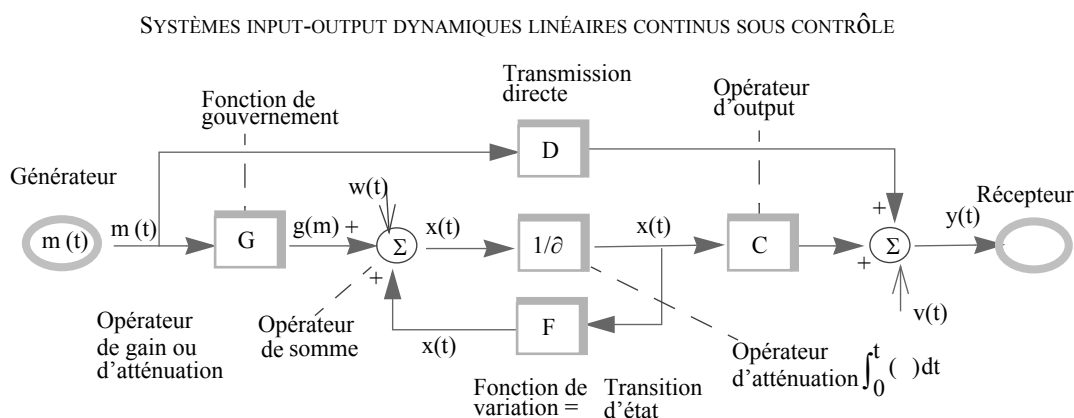 SYSTÈMES INPUT-OUTPUT DYNAMIQUES LINÉAIRES CONTINUS SOUS CONTRÔLE
Transmission
directe
Opérateur
d'output
Fonction de
gouvernement
D
Générateur
w(t)
Récepteur
m (t)
m (t)
G
g(m)
+
Σ
x(t)
1/∂
x(t)
C
+
+
Σ
y(t)
+
F
x(t)
v(t)
Opérateur
de gain ou
d'atténuation
Opérateur
de somme
Opérateur
d'atténuation ∫₀ᵗ ( ) dt
Fonction de
variation =
Transition
d'état